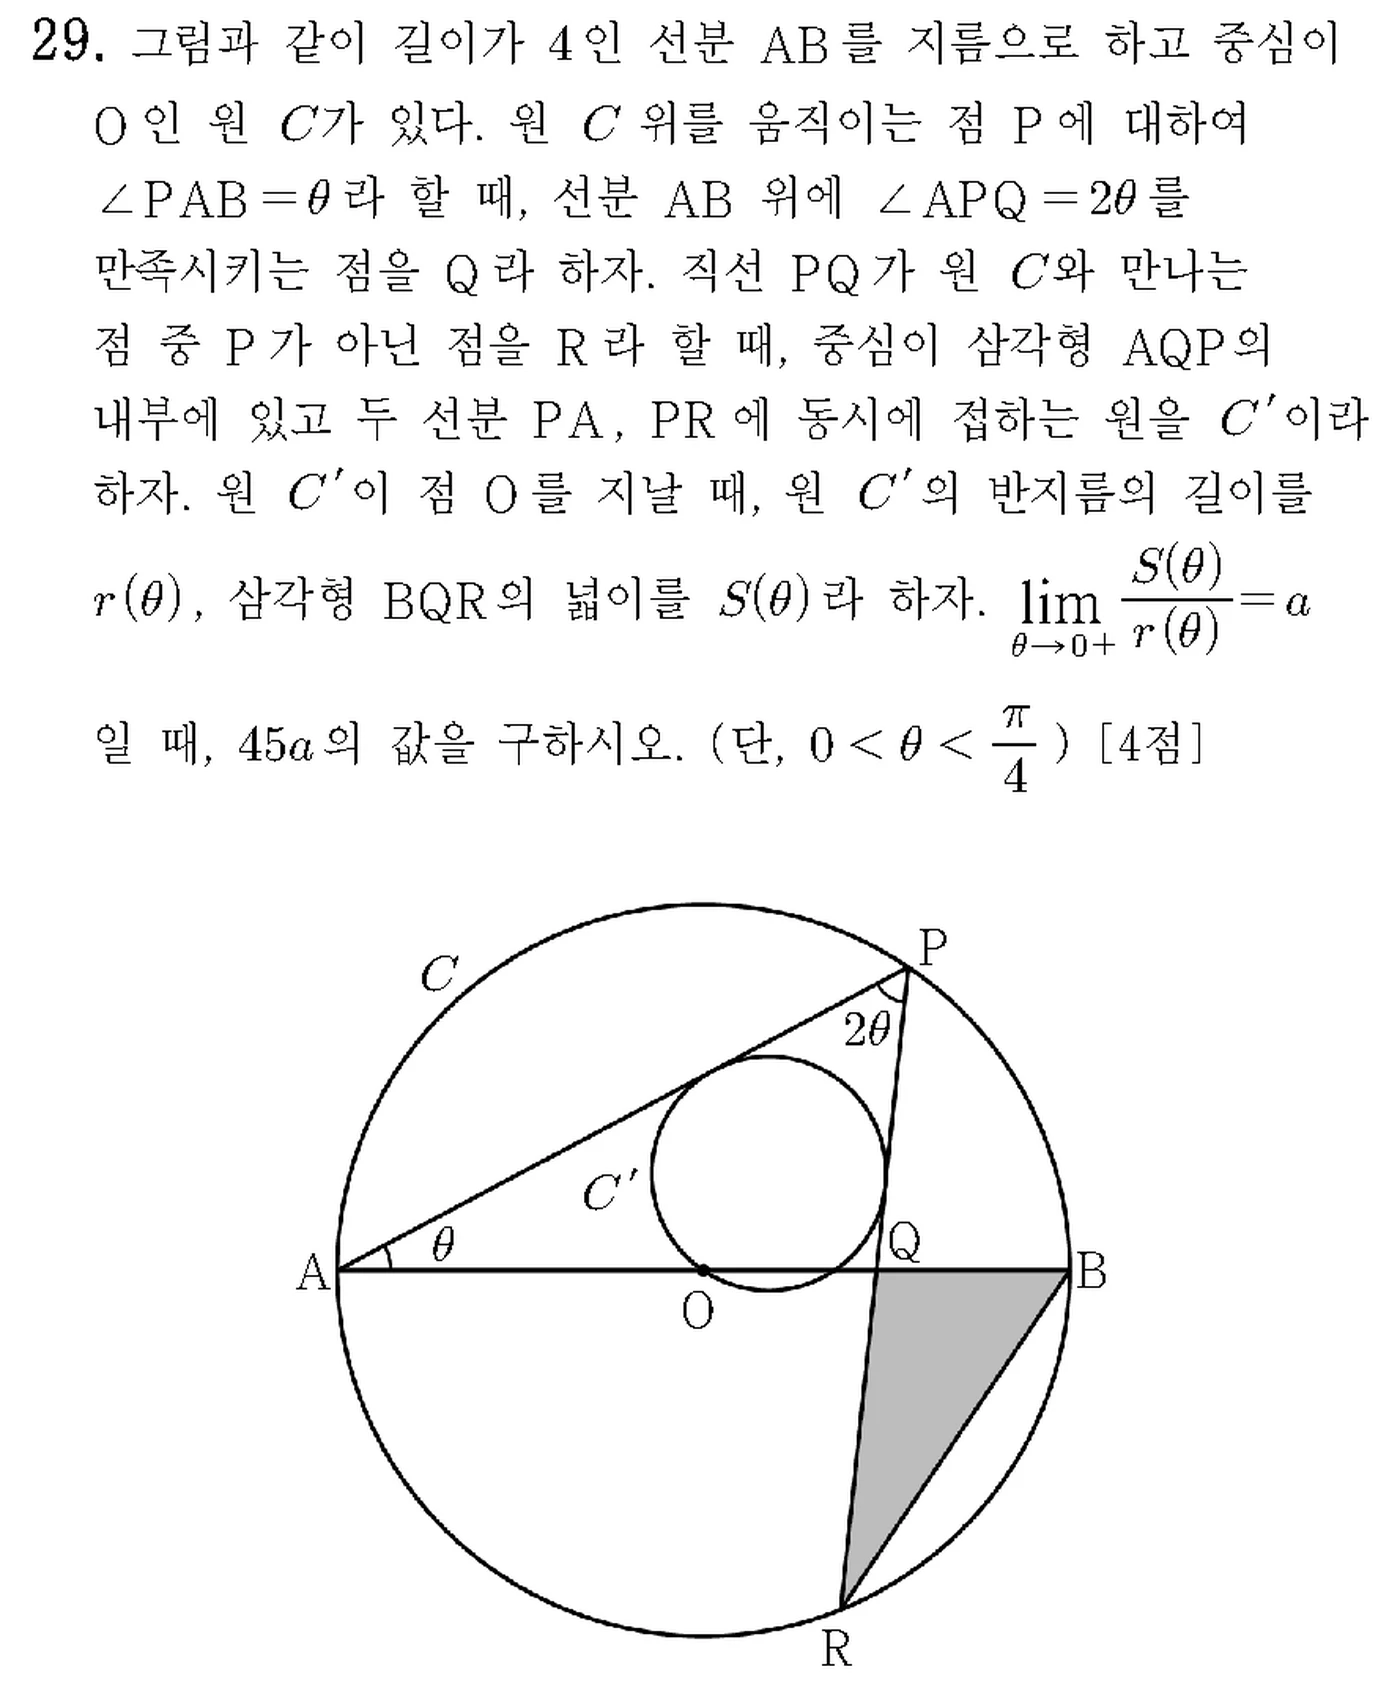 29. 그림과 같이 길이가 4인 선분 AB를 지름으로 하고 중심이
O인 원 C가 있다. 원 C 위를 움직이는 점 P에 대하여
∠PAB=θ라 할 때, 선분 AB 위에 ∠APQ=2θ를
만족시키는 점을 Q라 하자. 직선 PQ가 원 C와 만나는
점 중 P가 아닌 점을 R라 할 때, 중심이 삼각형 AQP의
내부에 있고 두 선분 PA, PR에 동시에 접하는 원을 C′이라
하자. 원 C′이 점 O를 지날 때, 원 C′의 반지름의 길이를
r(θ), 삼각형 BQR의 넓이를 S(θ)라 하자. lim θ→0+ S(θ)/r(θ)=a
일 때, 45a의 값을 구하시오. (단, 0<θ<π/4) [4점]
P
C
2θ
C′
θ
Q
A
B
O
R